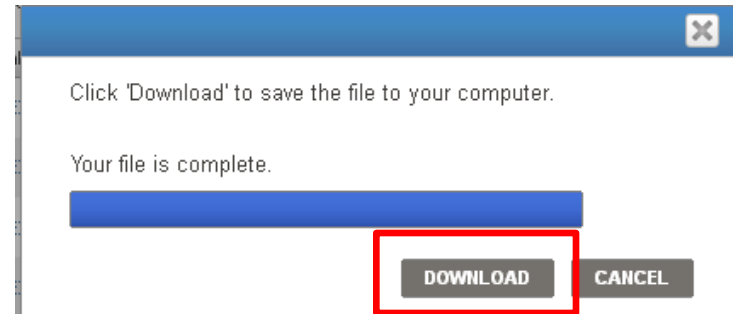 Click 'Download' to save the file to your computer.
Your file is complete.
DOWNLOAD CANCEL